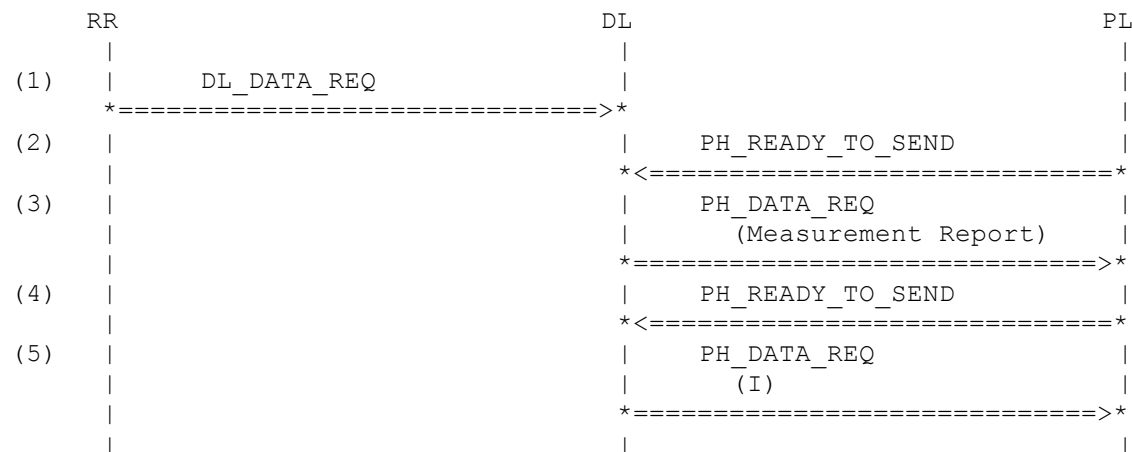 RR DL PL
(1) DL_DATA_REQ
(2) PH_READY_TO_SEND
(3) PH_DATA_REQ
(Measurement Report)
(4) PH_READY_TO_SEND
(5) PH_DATA_REQ
(I)